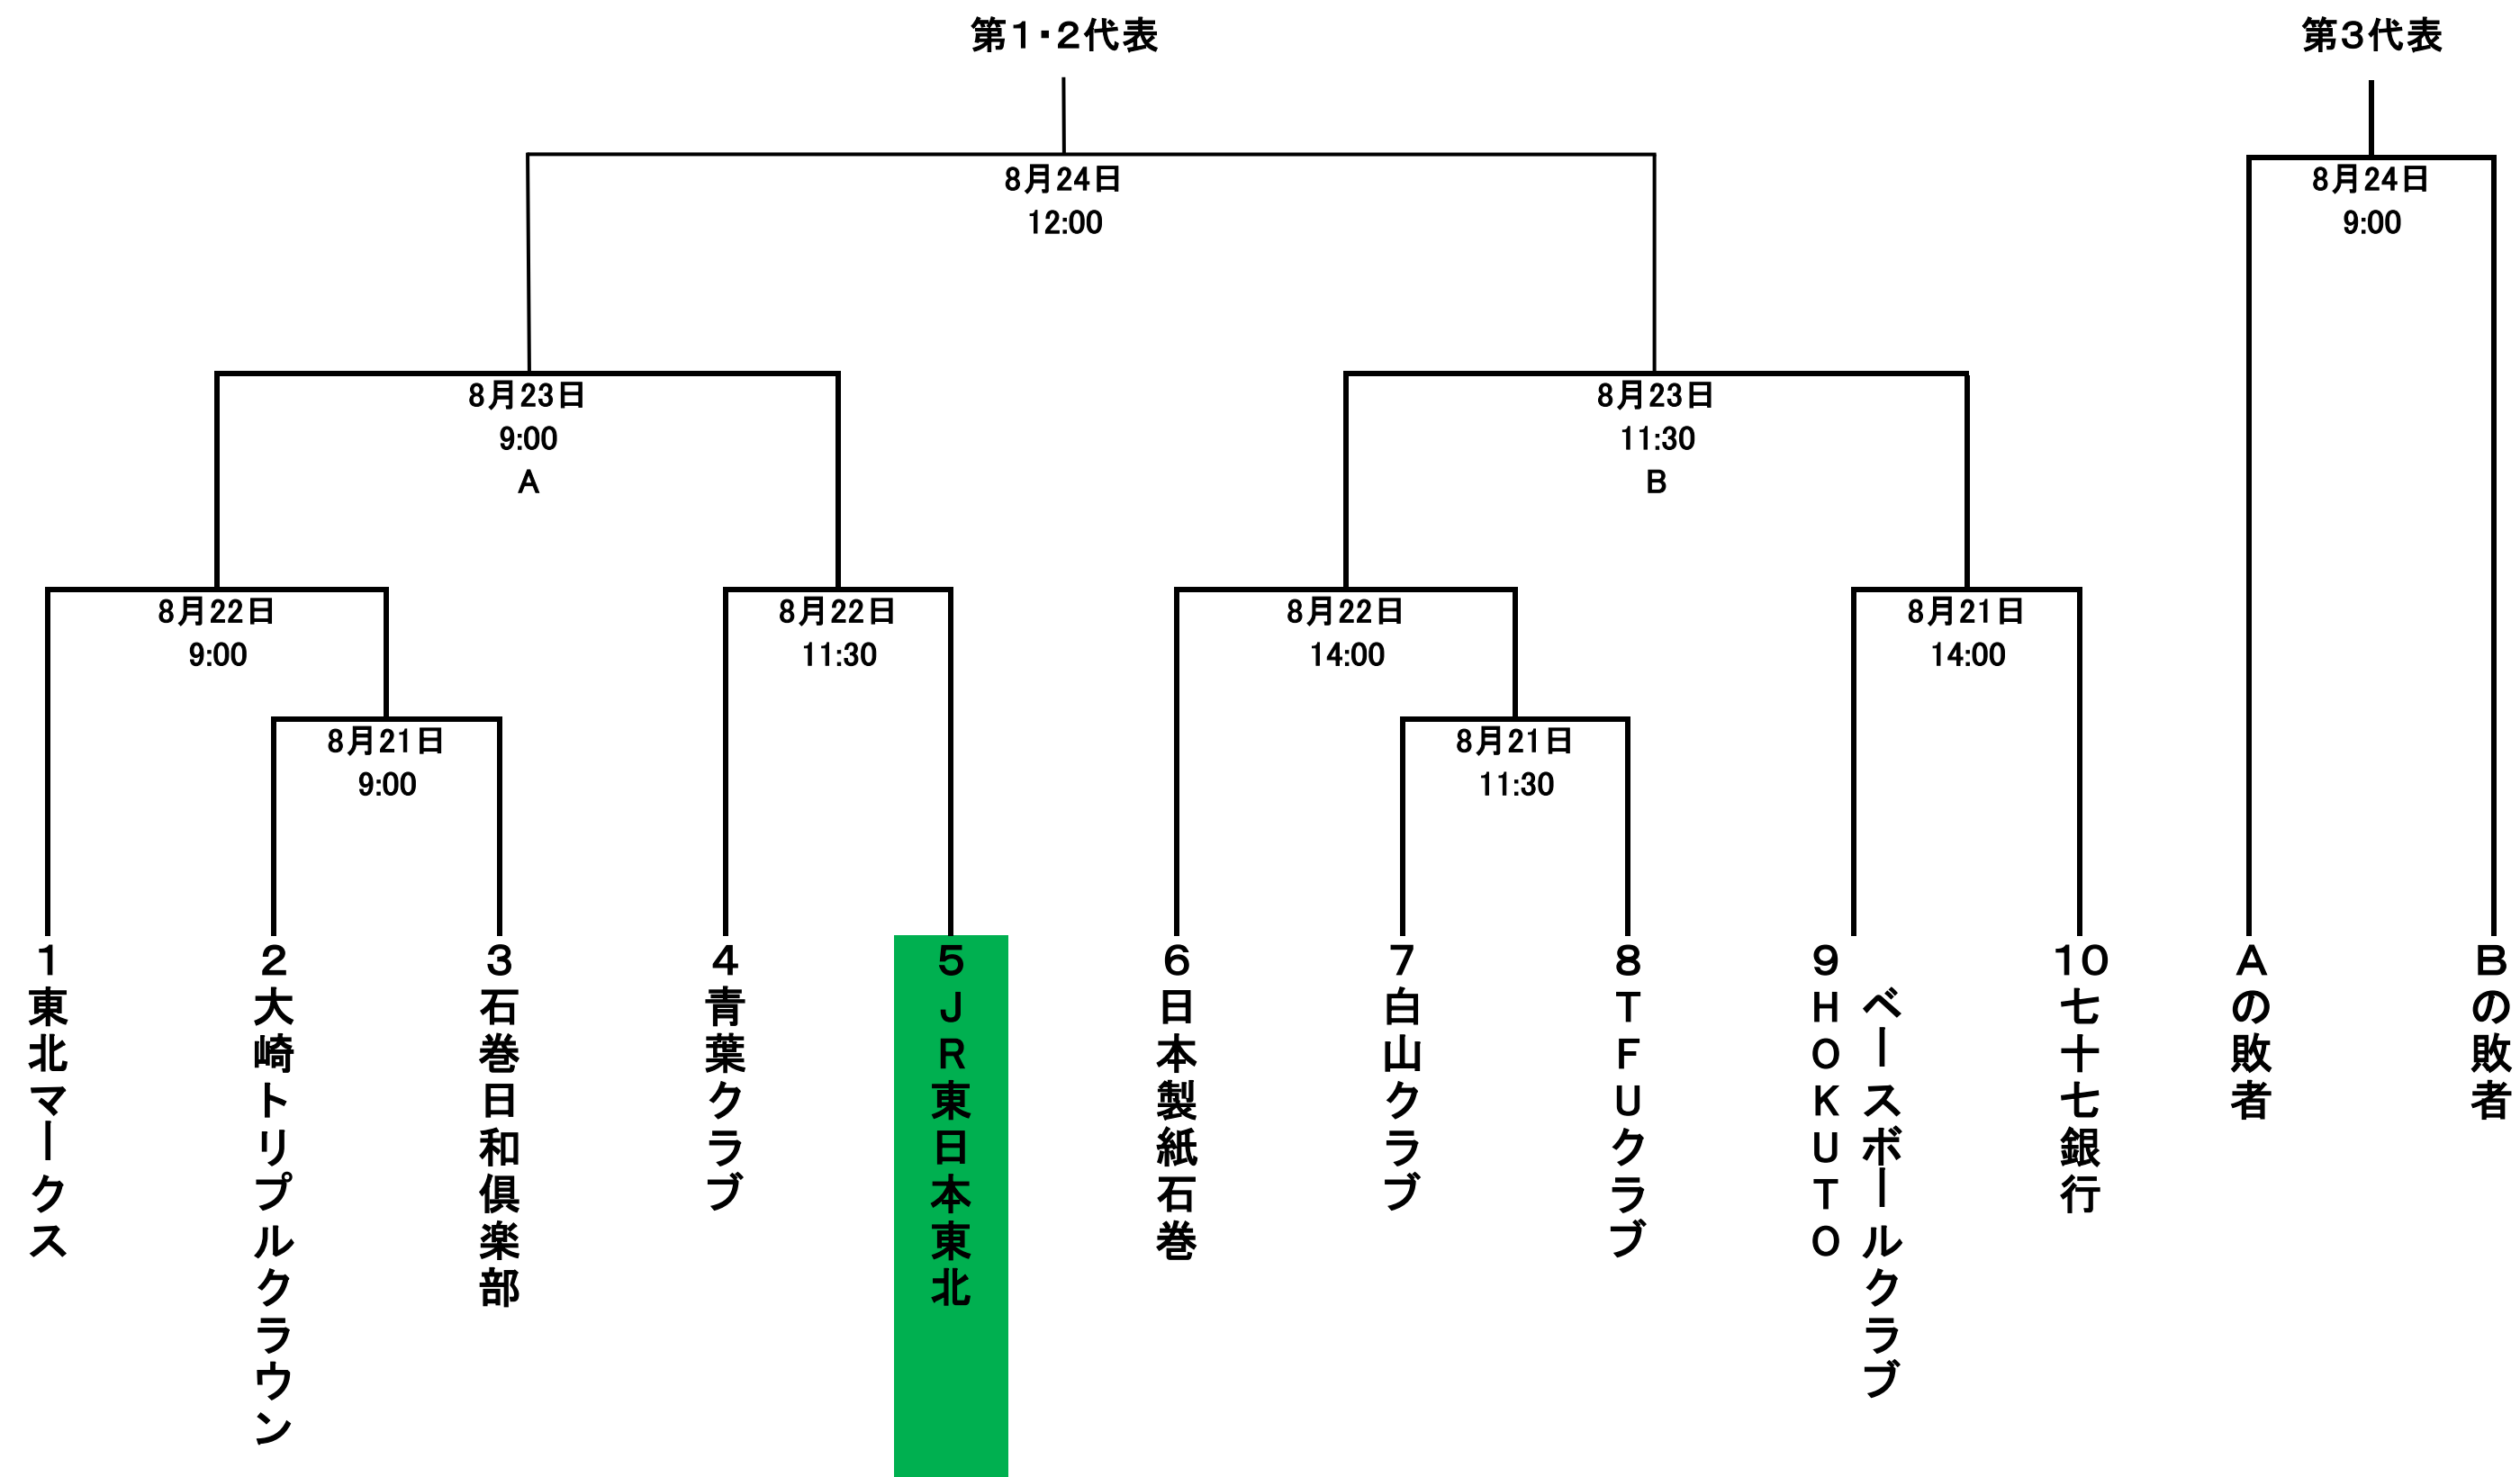 第１・２代表
第３代表
8月24日
12:00
8月24日
9:00
8月23日
9:00
A
8月23日
11:30
B
8月22日
9:00
8月22日
11:30
8月22日
14:00
8月21日
14:00
8月21日
9:00
8月21日
11:30
１東北マークス
２大崎トリプルクラウン
３石巻日和倶楽部
４青葉クラブ
５ＪＲ東日本東北
６日本製紙石巻
７白山クラブ
８ＴＦＵクラブ
９ＨＯＫＵＴＯ
ベースボールクラブ
１０七十七銀行
Ａの敗者
Ｂの敗者